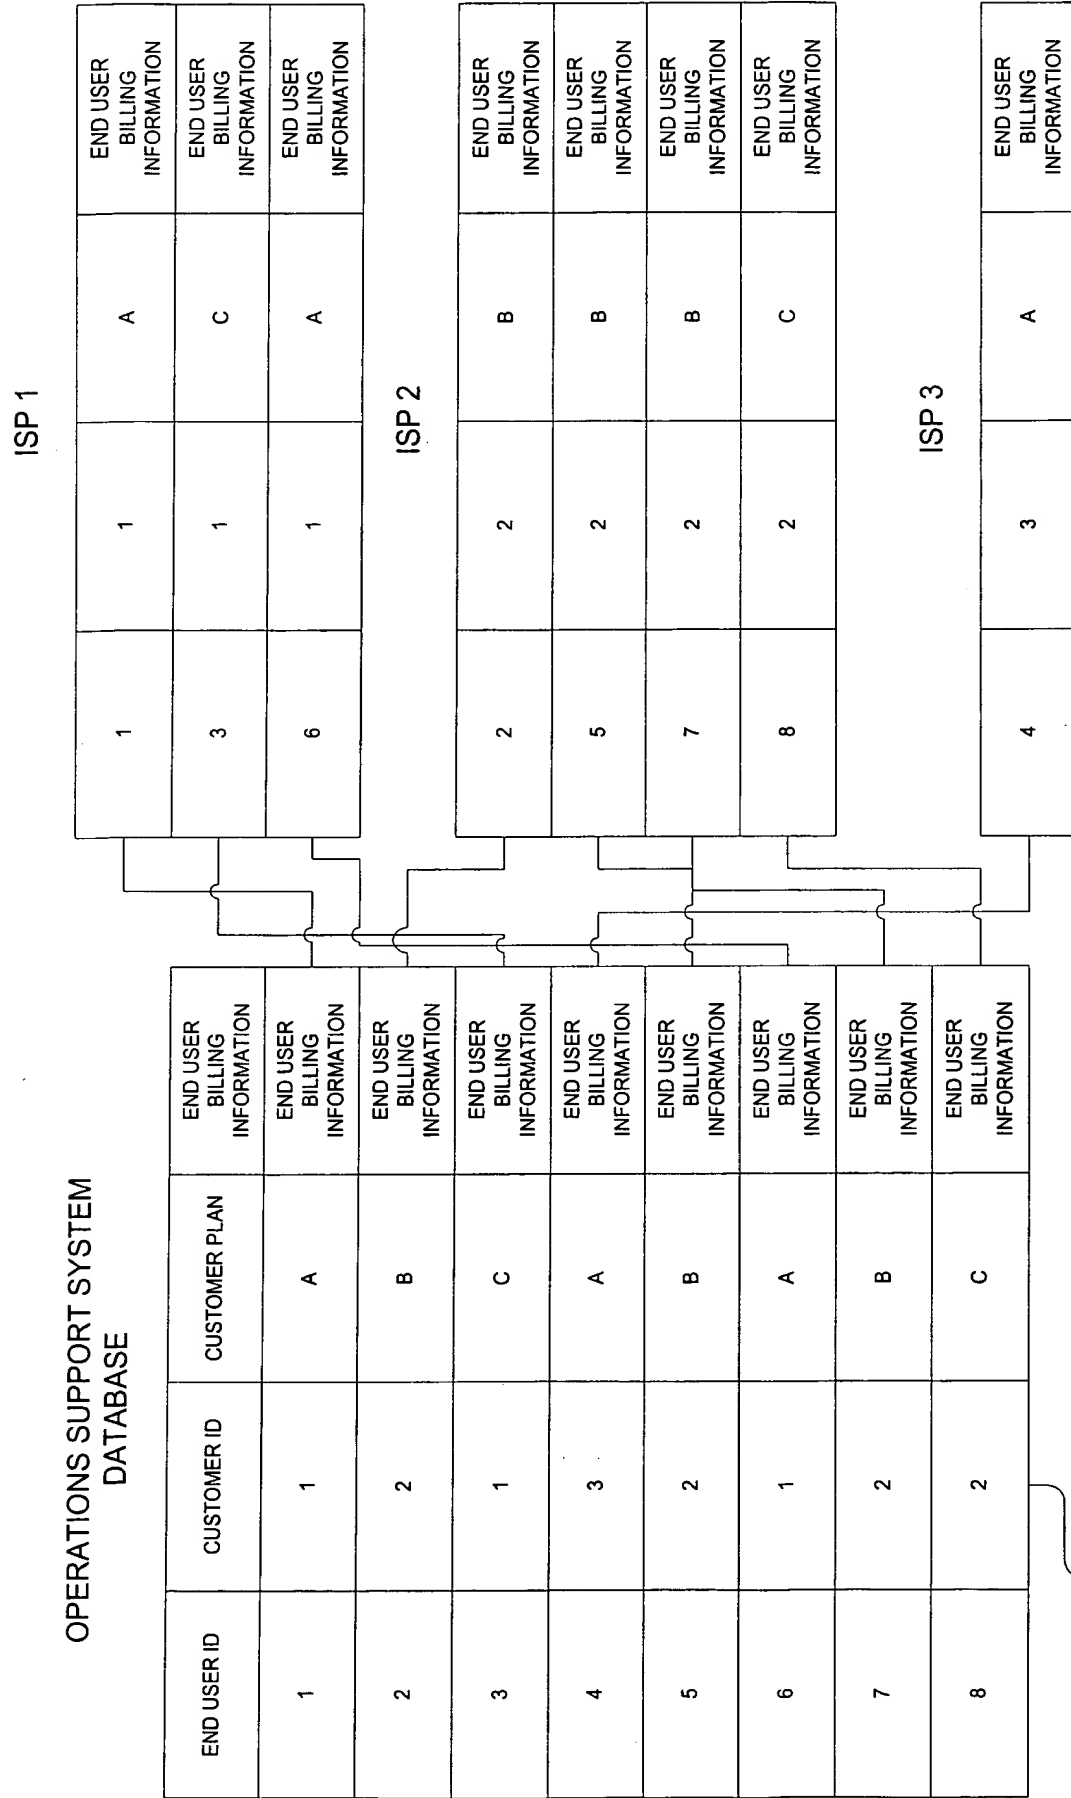 OPERATIONS SUPPORT SYSTEM
DATABASE
END USER ID
CUSTOMER ID
CUSTOMER PLAN
END USER
BILLING
INFORMATION
1
1
A
END USER
BILLING
INFORMATION
2
2
B
END USER
BILLING
INFORMATION
3
1
C
END USER
BILLING
INFORMATION
4
3
A
END USER
BILLING
INFORMATION
5
2
B
END USER
BILLING
INFORMATION
6
1
A
END USER
BILLING
INFORMATION
7
2
B
END USER
BILLING
INFORMATION
8
2
C
END USER
BILLING
INFORMATION
ISP 1
1
1
A
END USER
BILLING
INFORMATION
3
1
C
END USER
BILLING
INFORMATION
6
1
A
END USER
BILLING
INFORMATION
ISP 2
2
2
B
END USER
BILLING
INFORMATION
5
2
B
END USER
BILLING
INFORMATION
7
2
B
END USER
BILLING
INFORMATION
8
2
C
END USER
BILLING
INFORMATION
ISP 3
4
3
A
END USER
BILLING
INFORMATION